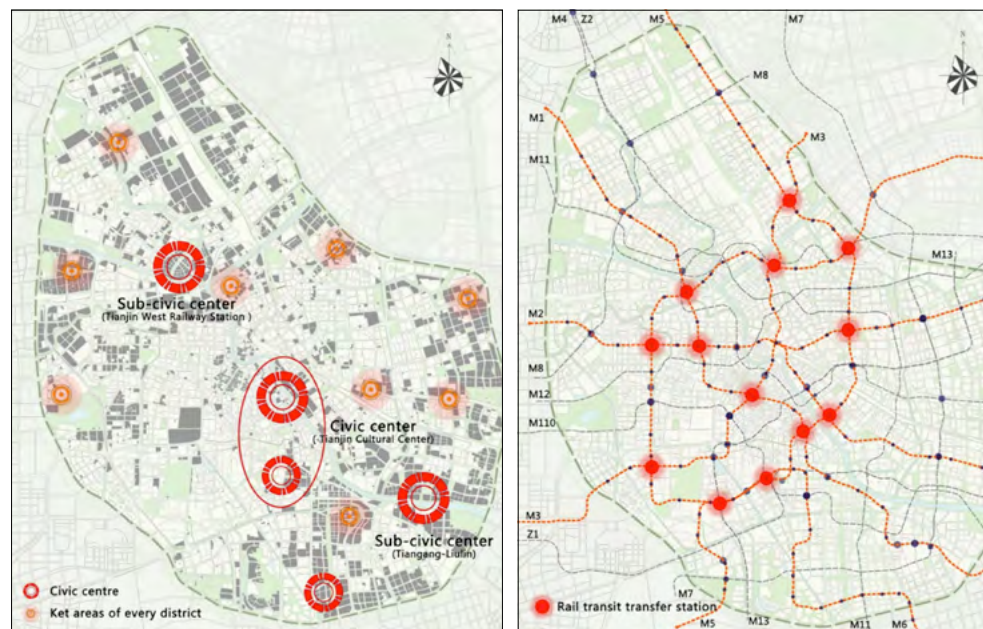 N
Sub-civic center
(Tianjin West Railway Station )
Civic center
(-Tianjin Cultural Center)
Sub-civic center
(Tiangang-Liulin)
Civic centre
Ket areas of every district
M4
Z2
M5
M7
N
M8
M1
M3
M11
M13
M2
M8
M12
M110
M3
Z1
M7
Rail transit transfer station
M5
M13
M11
M6